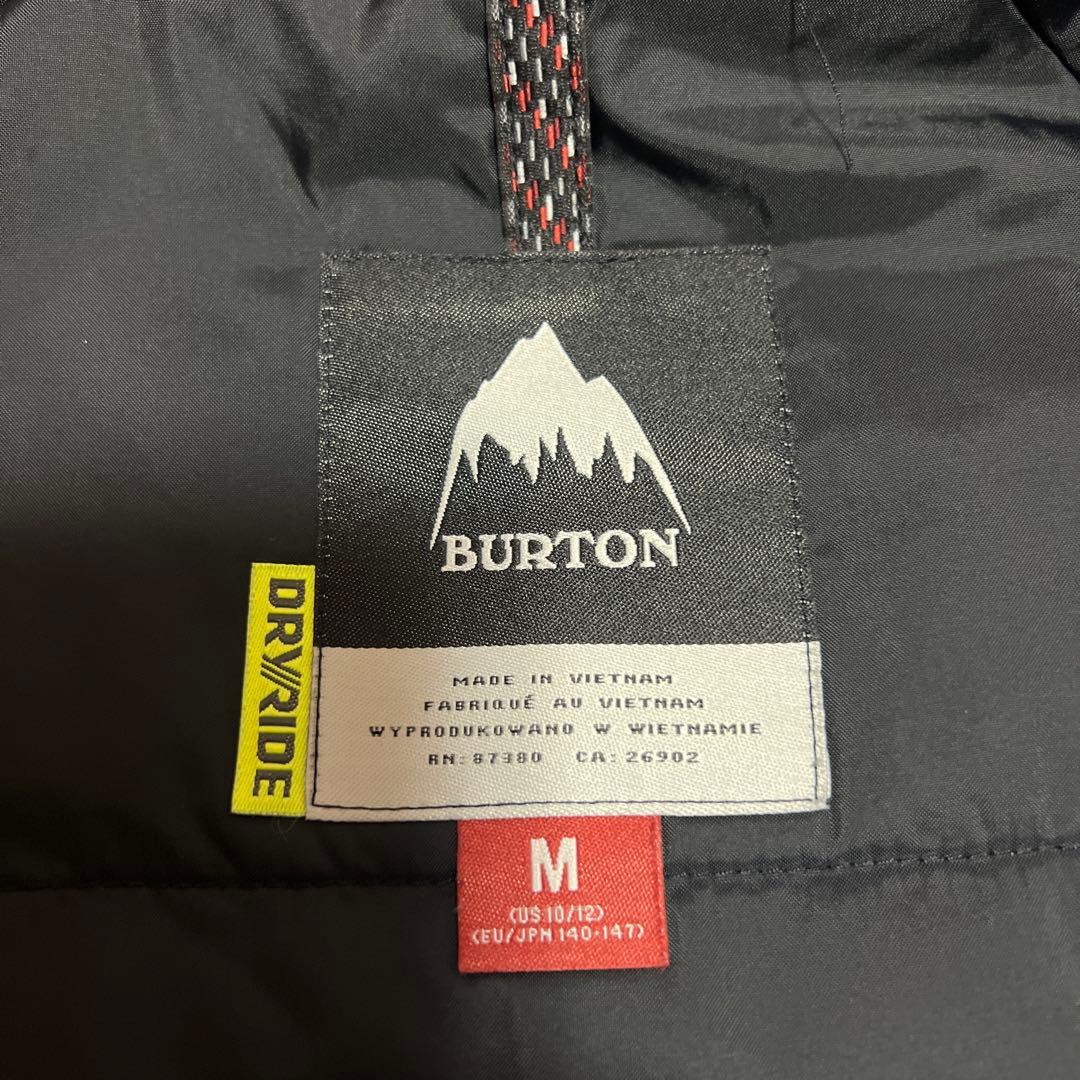 BURTON
DRY//RIDE
MADE IN VIETNAM
FABRIQUÉ AU VIETNAM
WYPRODUKOWANO W WIETNAMIE
RN: 87380 CA: 26902
M
(US 10/12)
(EU/JPN 140-147)